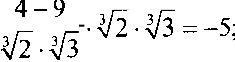 4 − 9
∛2 · ∛3 · ∛2 · ∛3 = −5;